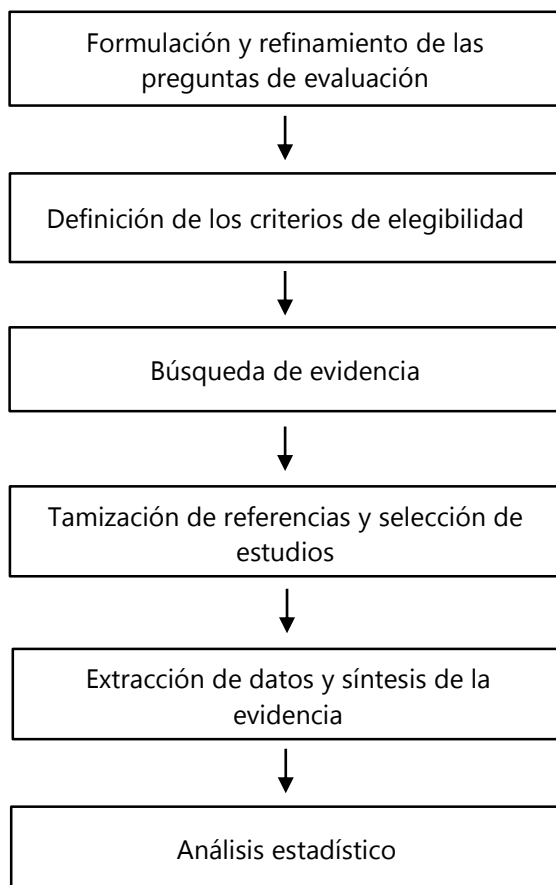 Formulación y refinamiento de las
preguntas de evaluación
Definición de los criterios de elegibilidad
Búsqueda de evidencia
Tamización de referencias y selección de
estudios
Extracción de datos y síntesis de la
evidencia
Análisis estadístico